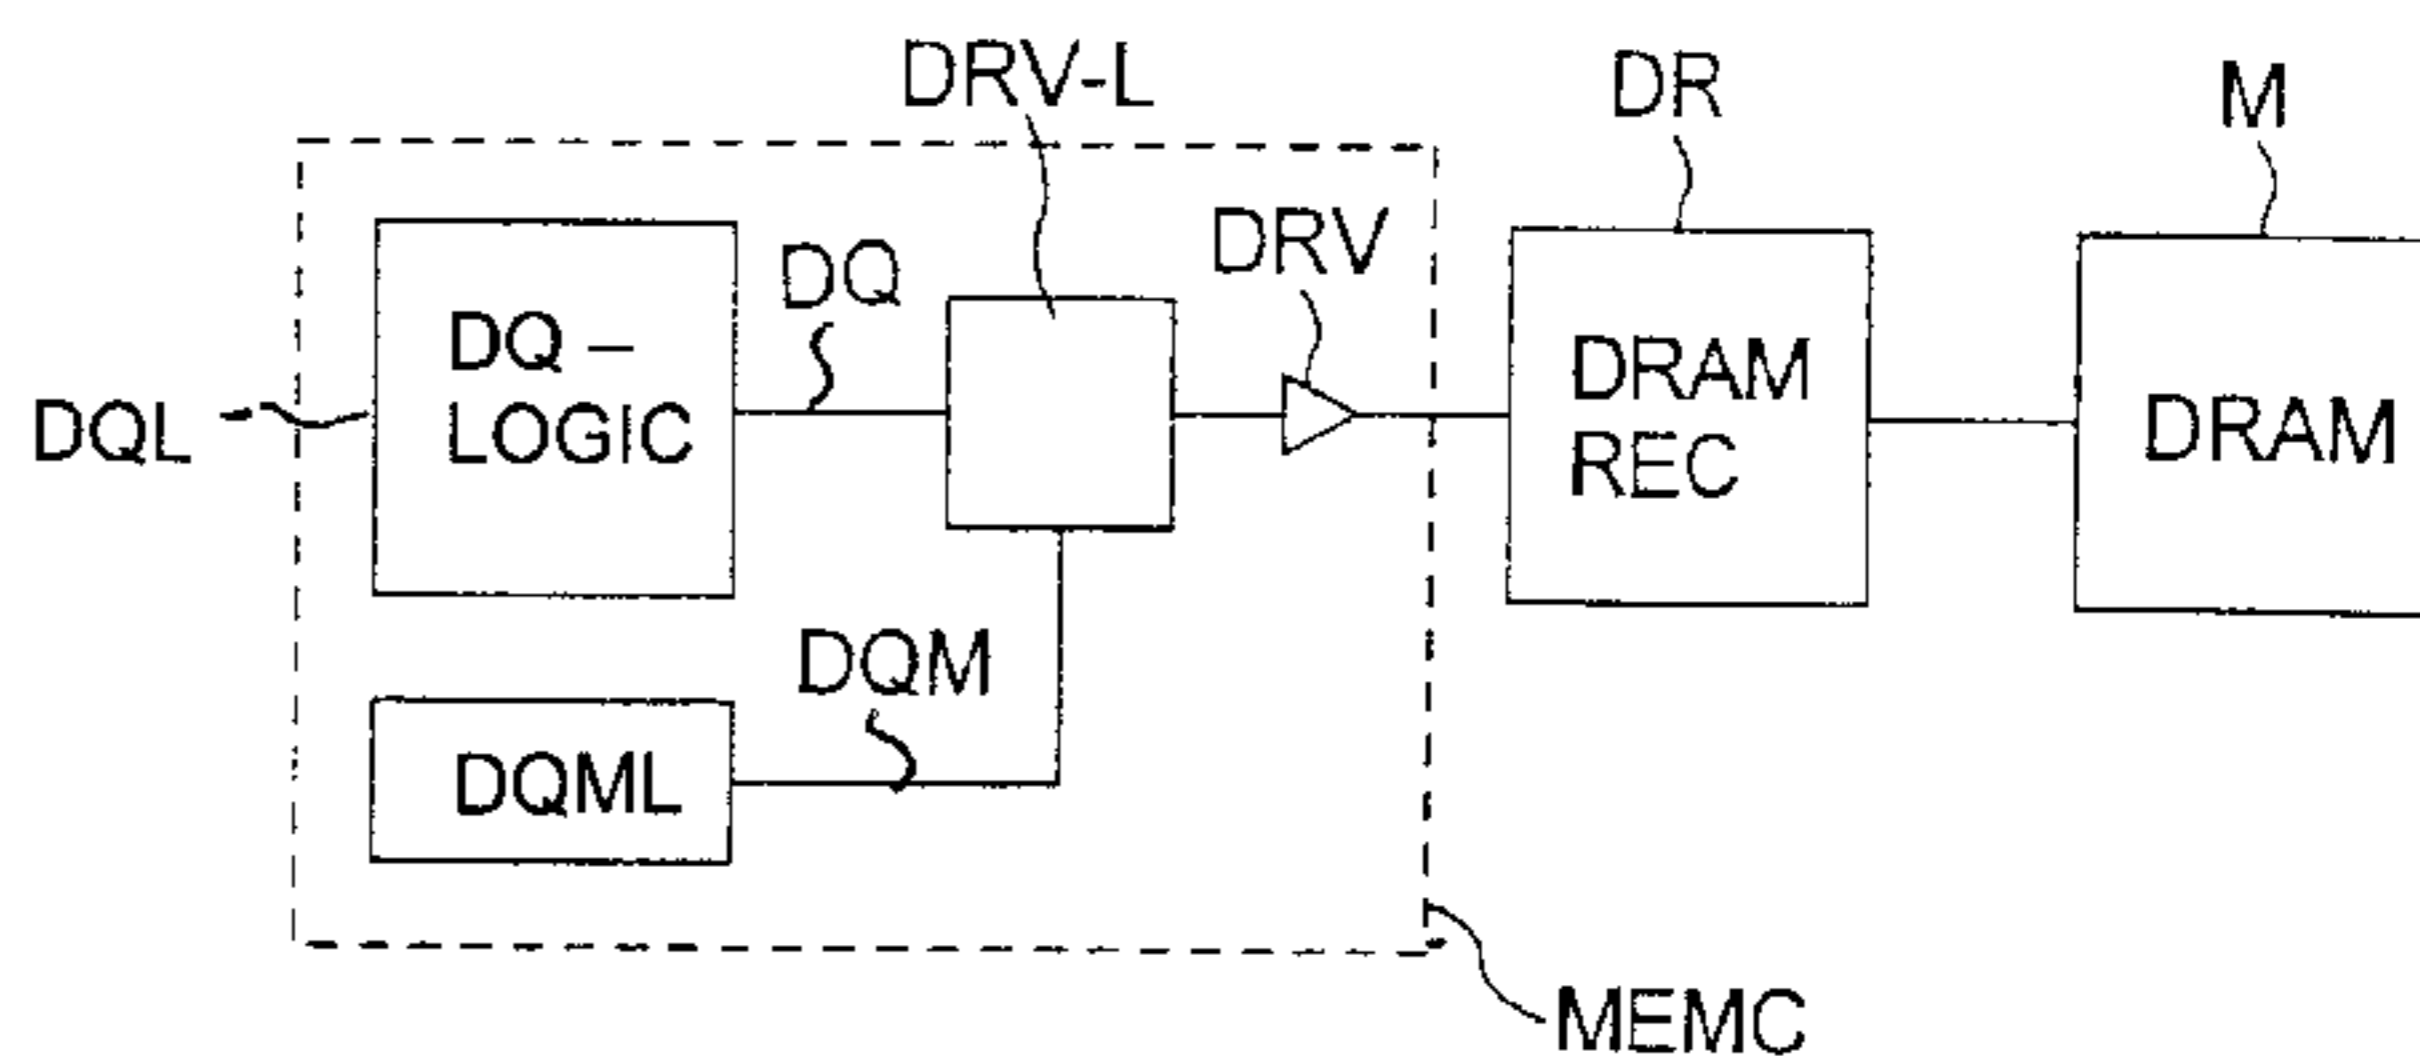 DRV-L
DR
M
DRV
DQ
DQ –
LOGIC
DQL
DRAM
REC
DRAM
DQM
DQML
MEMC